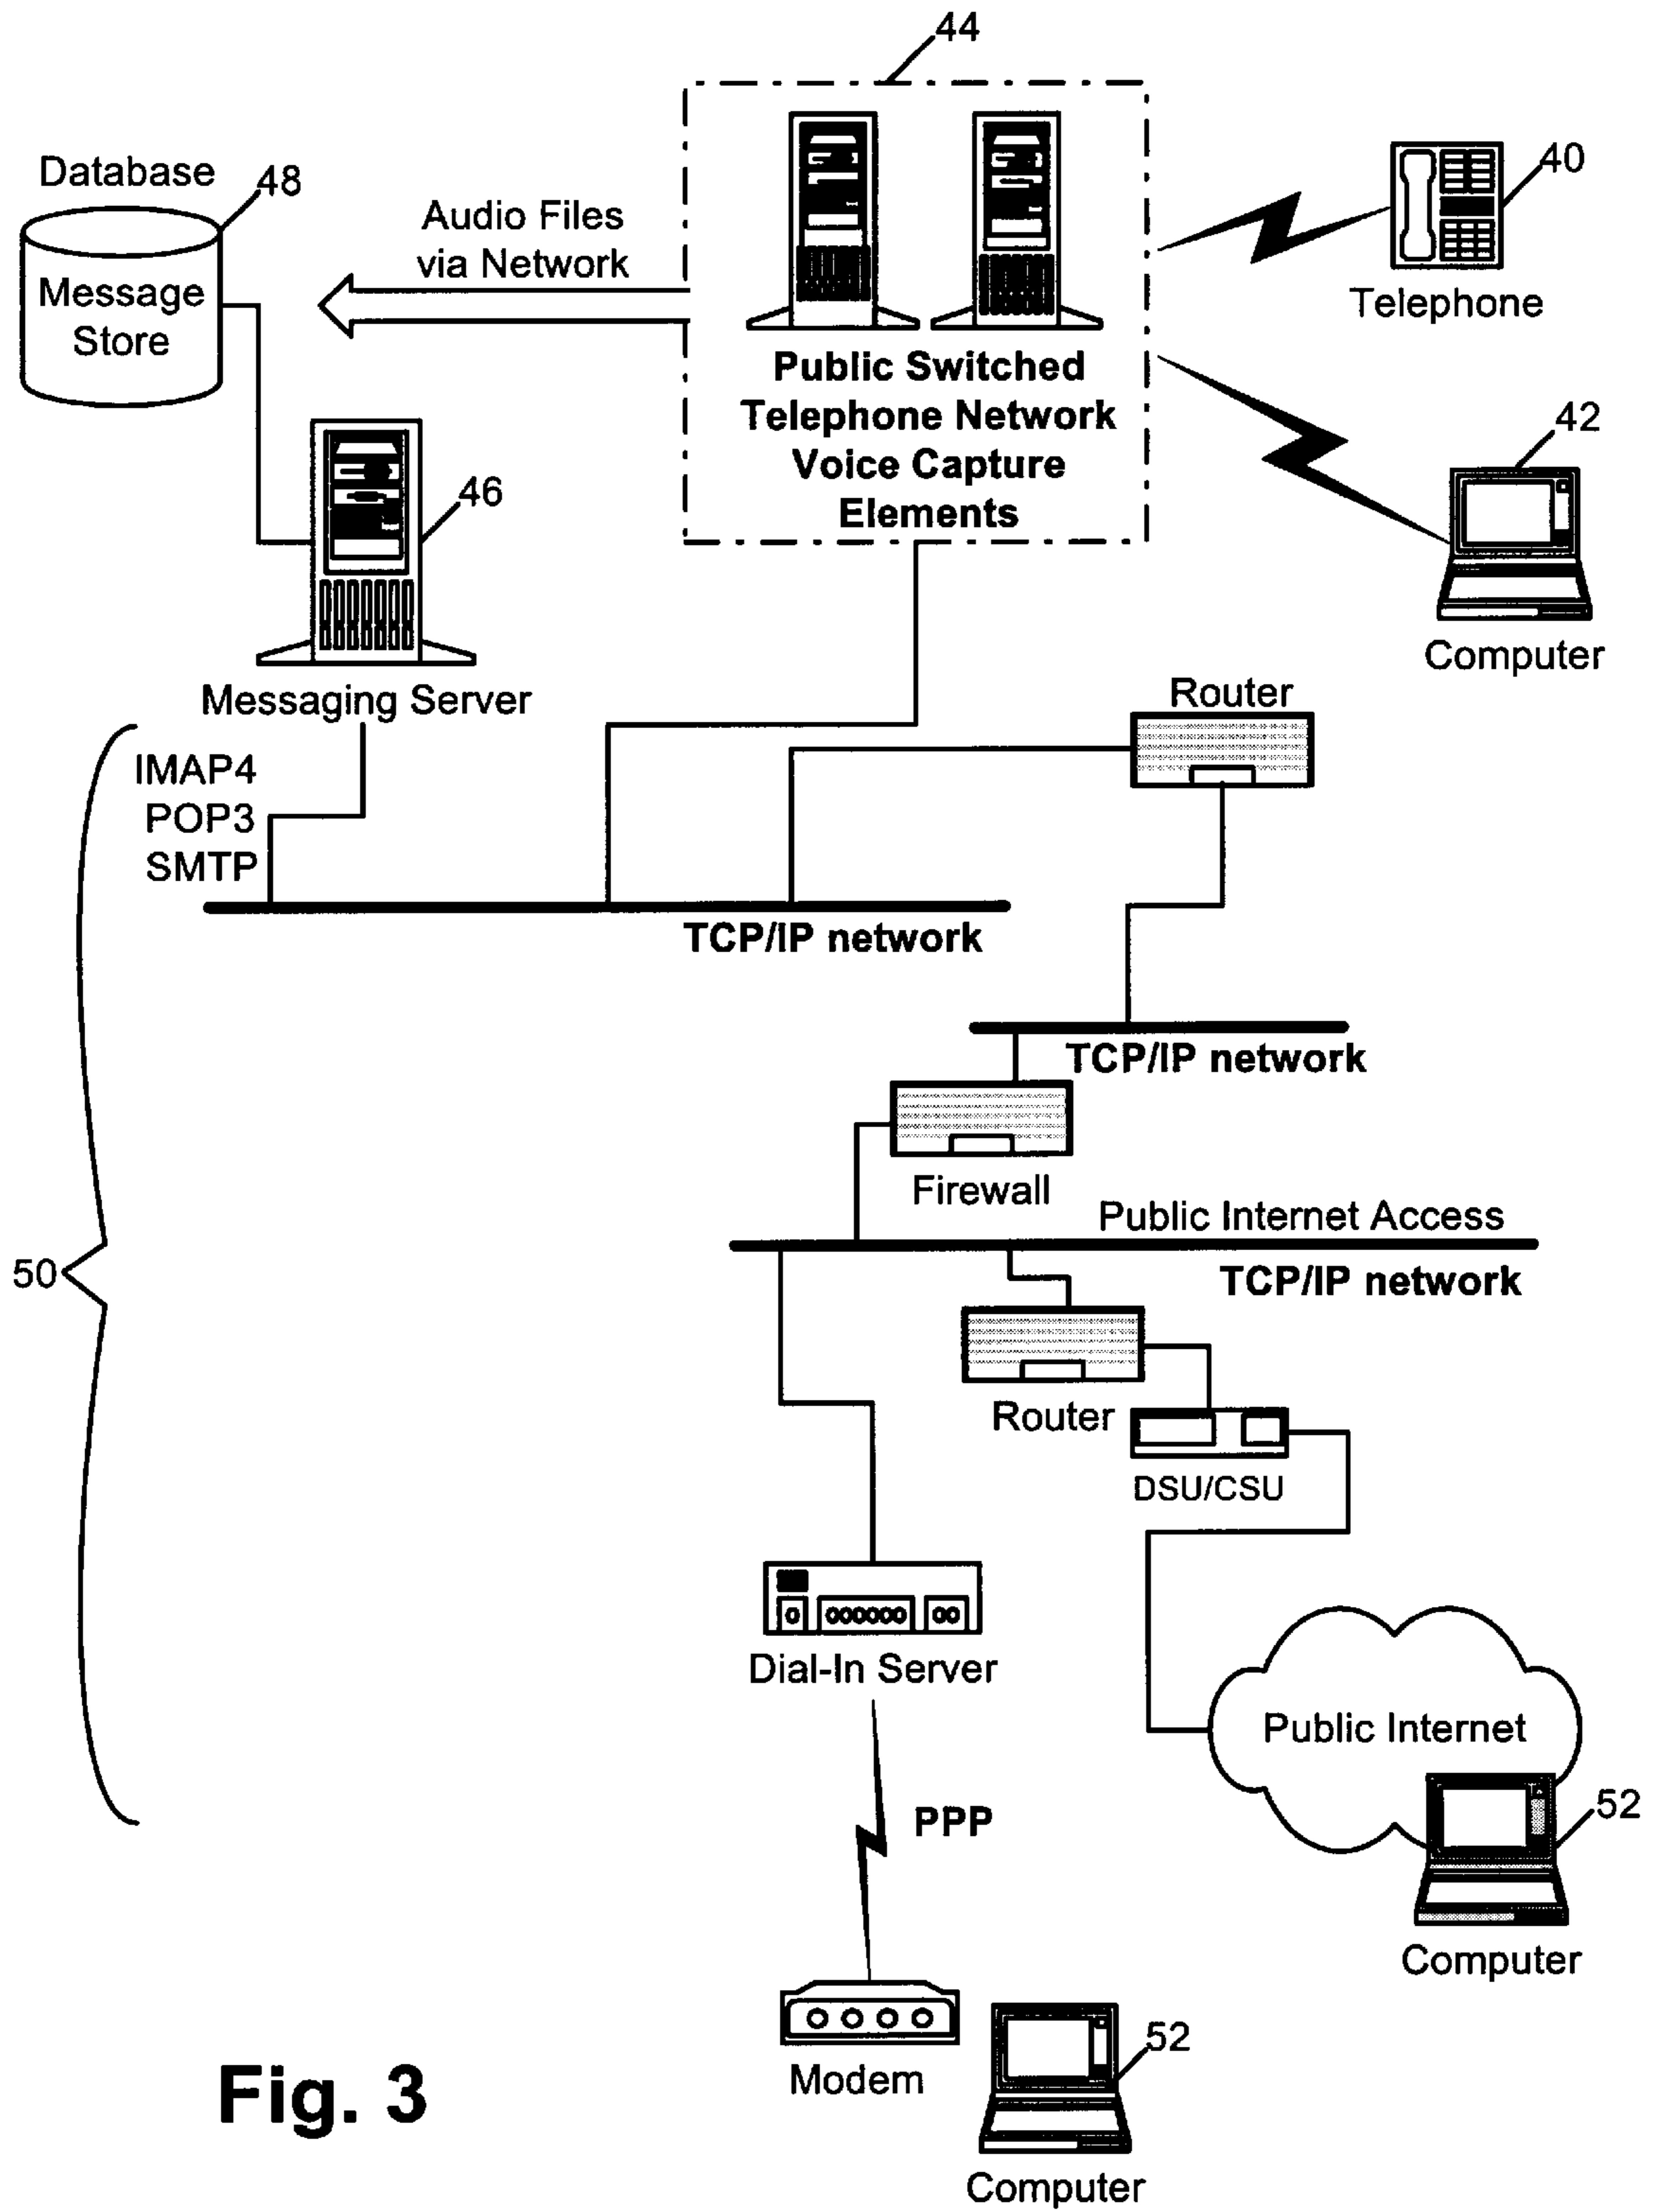 44
Database
48
Message
Store
Audio Files
via Network
Public Switched
Telephone Network
Voice Capture
Elements
40
Telephone
42
Computer
46
Messaging Server
Router
50
IMAP4
POP3
SMTP
TCP/IP network
TCP/IP network
Firewall
Public Internet Access
TCP/IP network
Router
DSU/CSU
Dial-In Server
Public Internet
PPP
52
Computer
Modem
52
Computer
Fig. 3